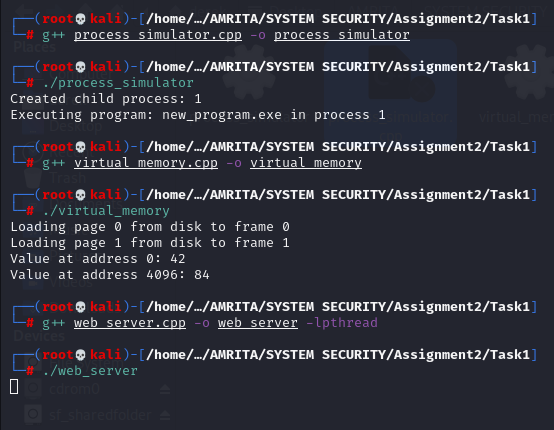 ┌──(root💀kali)-[/home/…/AMRITA/SYSTEM SECURITY/Assignment2/Task1]
└─# g++ process_simulator.cpp -o process_simulator
┌──(root💀kali)-[/home/…/AMRITA/SYSTEM SECURITY/Assignment2/Task1]
└─# ./process_simulator
Created child process: 1
Executing program: new_program.exe in process 1
┌──(root💀kali)-[/home/…/AMRITA/SYSTEM SECURITY/Assignment2/Task1]
└─# g++ virtual_memory.cpp -o virtual_memory
┌──(root💀kali)-[/home/…/AMRITA/SYSTEM SECURITY/Assignment2/Task1]
└─# ./virtual_memory
Loading page 0 from disk to frame 0
Loading page 1 from disk to frame 1
Value at address 0: 42
Value at address 4096: 84
┌──(root💀kali)-[/home/…/AMRITA/SYSTEM SECURITY/Assignment2/Task1]
└─# g++ web_server.cpp -o web_server -lpthread
Devices
┌──(root💀kali)-[/home/…/AMRITA/SYSTEM SECURITY/Assignment2/Task1]
└─# ./web_server
cdrom0
sf_sharedfolder